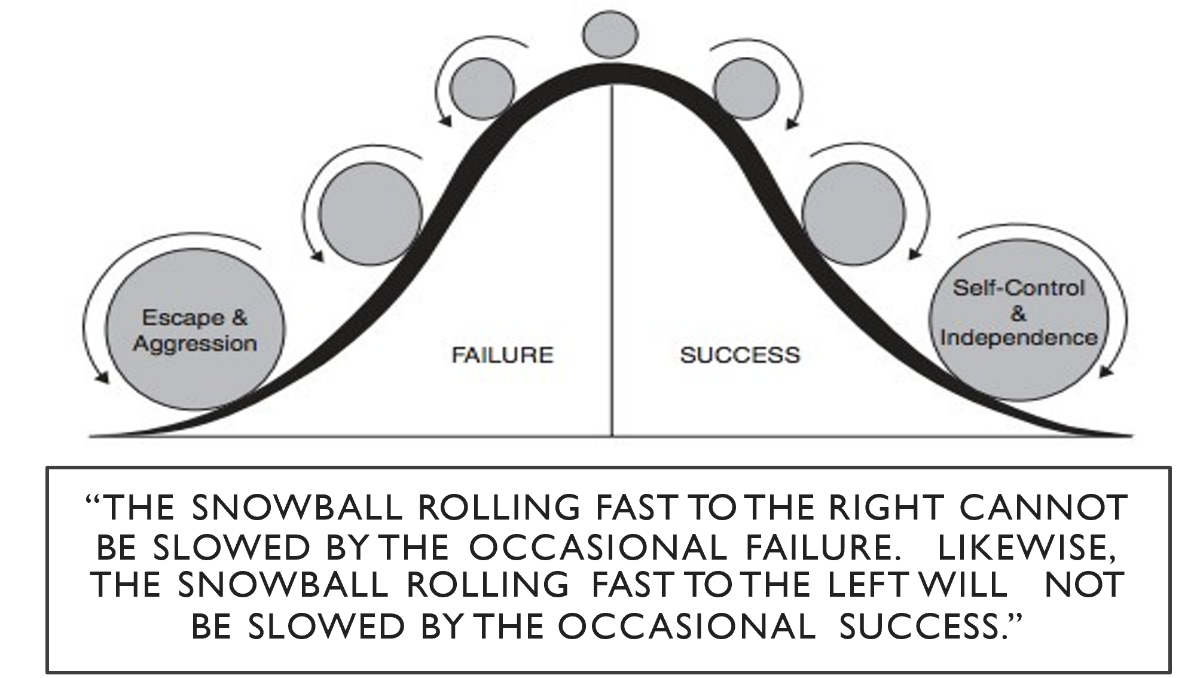 Escape &
Aggression
FAILURE
SUCCESS
Self-Control
&
Independence
“THE SNOWBALL ROLLING FAST TO THE RIGHT CANNOT
BE SLOWED BY THE OCCASIONAL FAILURE. LIKEWISE,
THE SNOWBALL ROLLING FAST TO THE LEFT WILL NOT
BE SLOWED BY THE OCCASIONAL SUCCESS.”